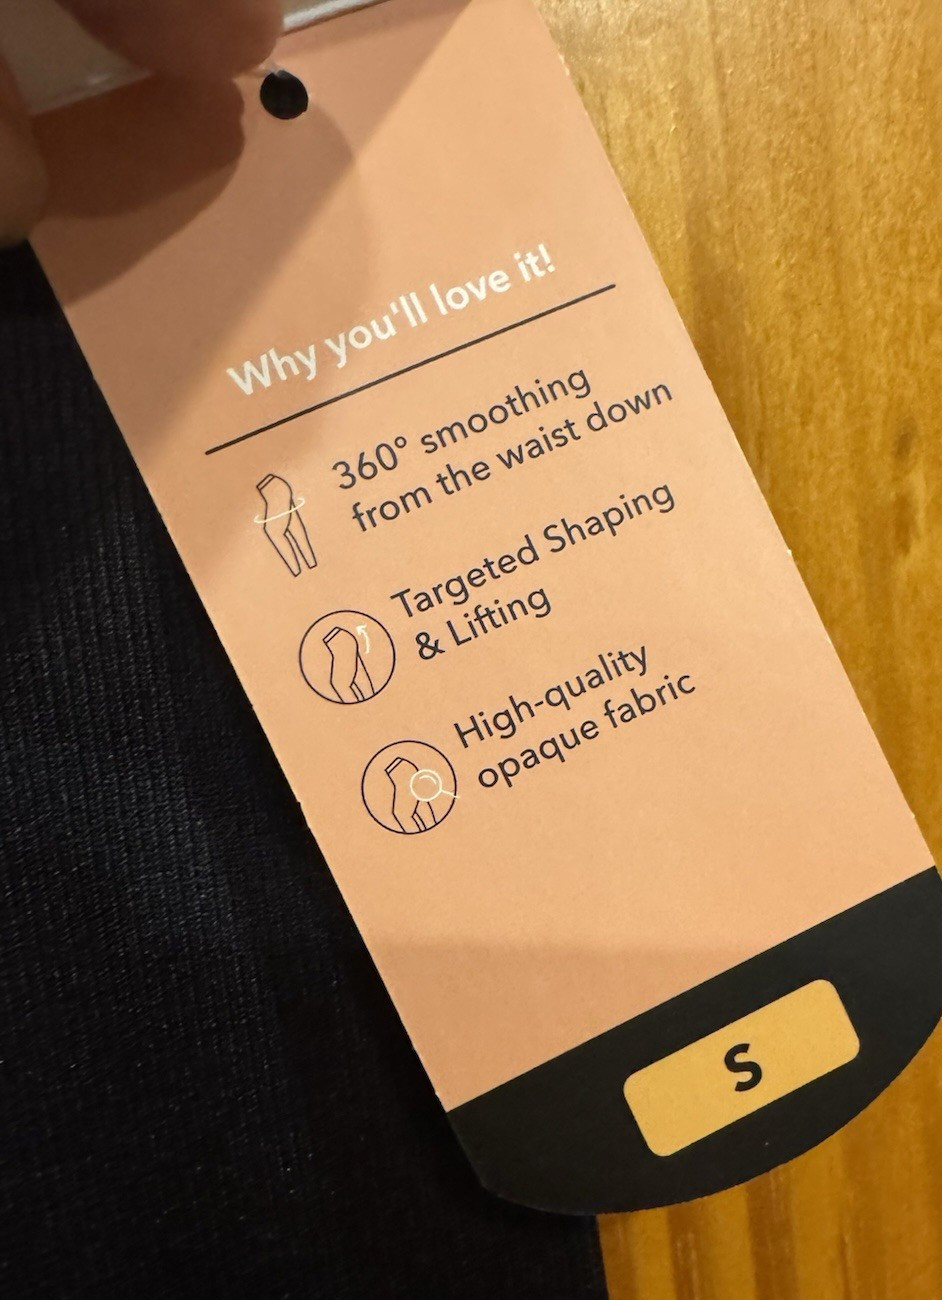 Why you'll love it!
360° smoothing
from the waist down
Targeted Shaping
& Lifting
High-quality
opaque fabric
S